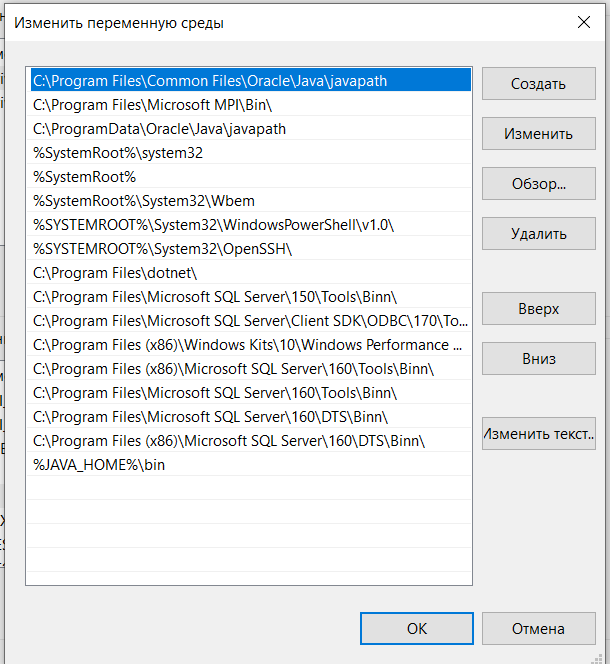 Изменить переменную среды
C:\Program Files\Common Files\Oracle\Java\javapath
C:\Program Files\Microsoft MPI\Bin\
C:\ProgramData\Oracle\Java\javapath
%SystemRoot%\system32
%SystemRoot%
%SystemRoot%\System32\Wbem
%SYSTEMROOT%\System32\WindowsPowerShell\v1.0\
%SYSTEMROOT%\System32\OpenSSH\
C:\Program Files\dotnet\
C:\Program Files\Microsoft SQL Server\150\Tools\Binn\
C:\Program Files\Microsoft SQL Server\Client SDK\ODBC\170\To...
C:\Program Files (x86)\Windows Kits\10\Windows Performance ...
C:\Program Files (x86)\Microsoft SQL Server\160\Tools\Binn\
C:\Program Files\Microsoft SQL Server\160\Tools\Binn\
C:\Program Files\Microsoft SQL Server\160\DTS\Binn\
C:\Program Files (x86)\Microsoft SQL Server\160\DTS\Binn\
%JAVA_HOME%\bin
Создать
Изменить
Обзор...
Удалить
Вверх
Вниз
Изменить текст...
OK
Отмена